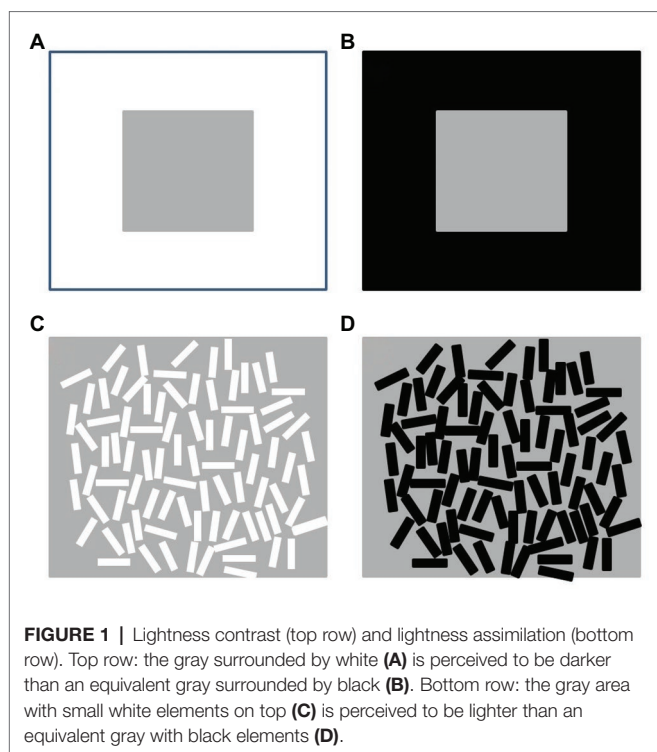 A
B
C
D
FIGURE 1 | Lightness contrast (top row) and lightness assimilation (bottom
row). Top row: the gray surrounded by white (A) is perceived to be darker
than an equivalent gray surrounded by black (B). Bottom row: the gray area
with small white elements on top (C) is perceived to be lighter than an
equivalent gray with black elements (D).